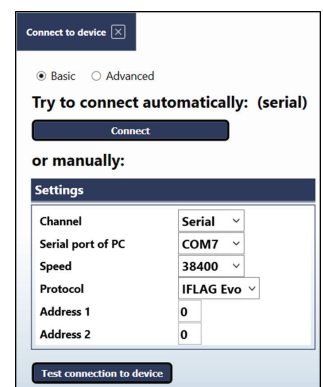 Connect to device
Basic Advanced
Try to connect automatically: (serial)
Connect
or manually:
Settings
Channel Serial
Serial port of PC COM7
Speed 38400
Protocol IFLAG Evo
Address 1 0
Address 2 0
Test connection to device